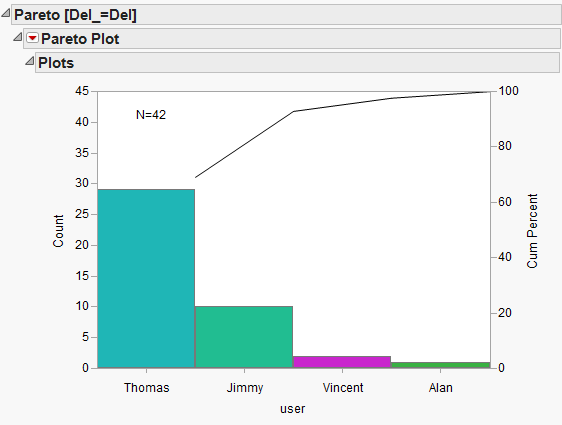 Pareto [Del_=Del]
Pareto Plot
Plots
N=42
45
40
35
30
25
20
15
10
5
0
Count
100
80
60
40
20
0
Cum Percent
Thomas Jimmy Vincent Alan
user